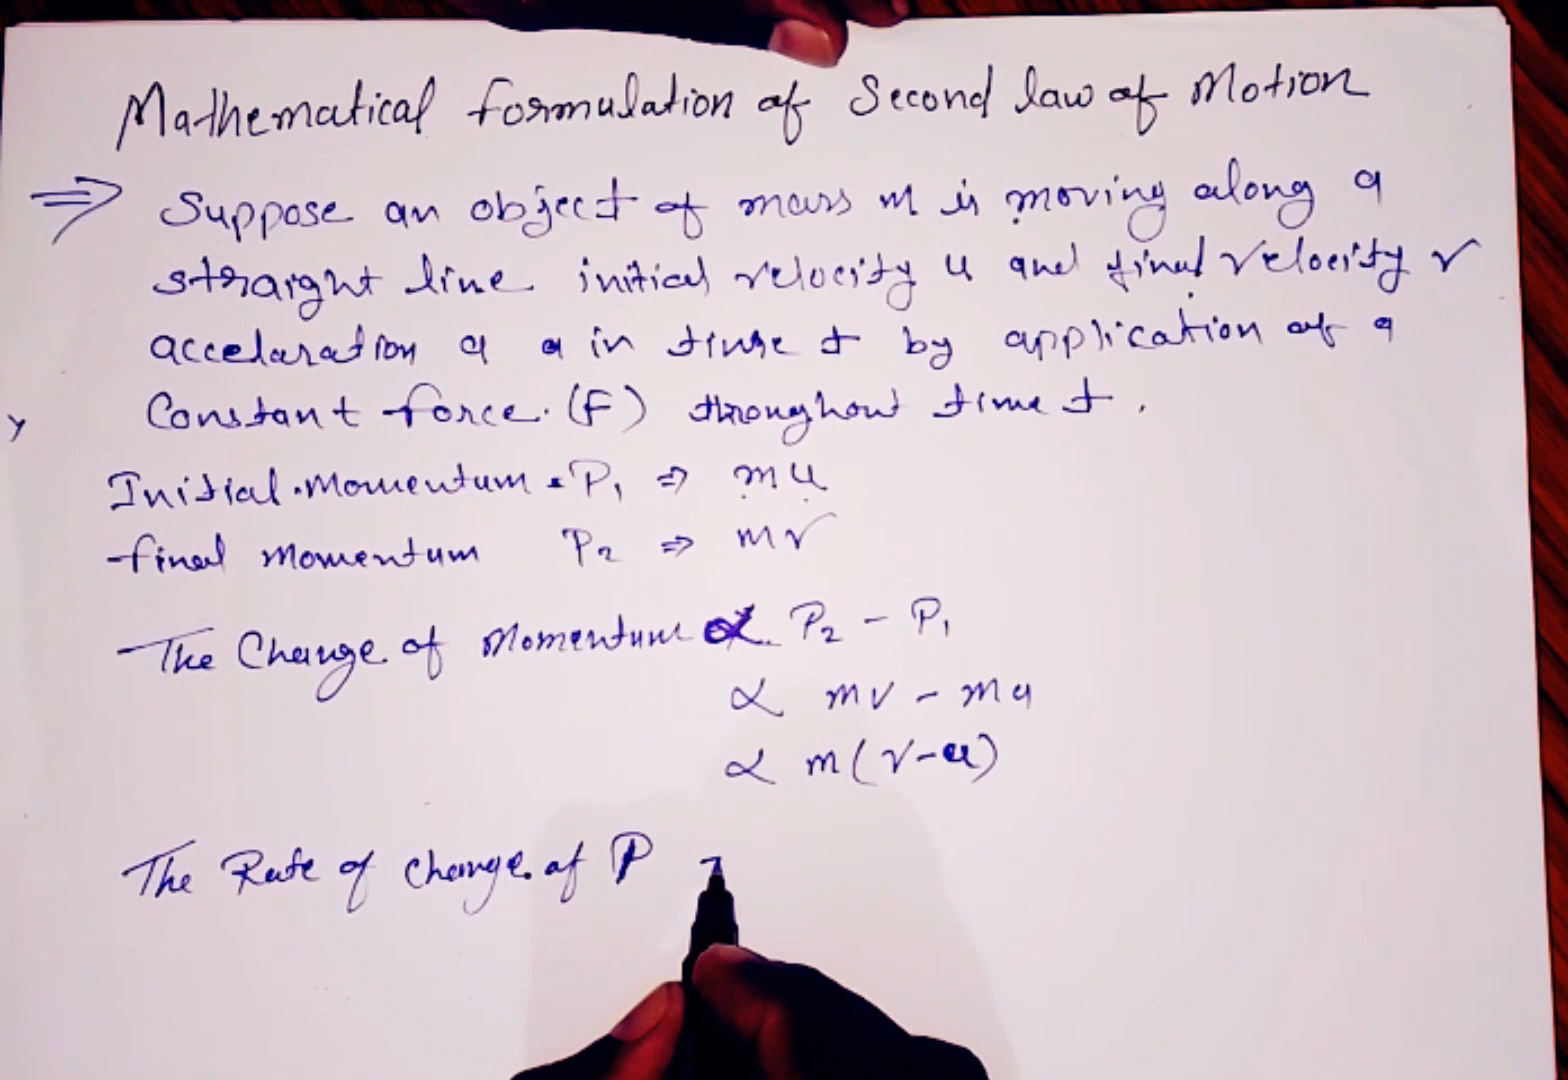 Mathematical formulation of Second law of Motion
⇒ Suppose an object of mass m is moving along a
straight line initial velocity u and final velocity v
accelaration a a in time t by application of a
Constant force. (F) throughout time t.
Initial Momentum = P₁ ⇒ mu
final momentum P₂ ⇒ mv
The Change of Momentum ∝ P₂ - P₁
∝ mv - mu
∝ m(v-u)
The Rate of change of P